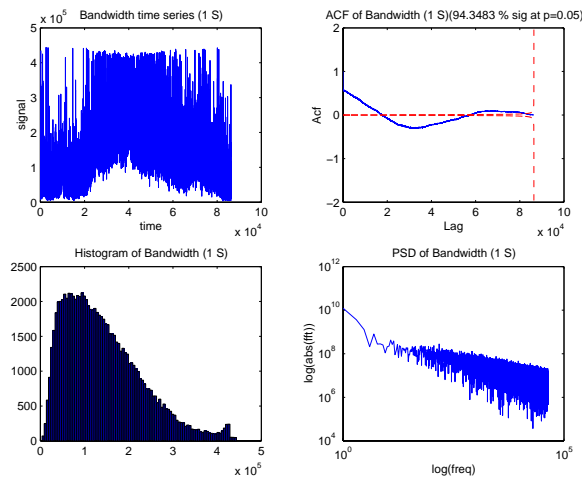 Bandwidth time series (1 S)
x 10^5
5
4
3
2
1
0
signal
0 2 4 6 8 10
time
x 10^4
ACF of Bandwidth (1 S)(94.3483 % sig at p=0.05)
2
1
0
−1
−2
Acf
0 2 4 6 8 10
Lag
x 10^4
Histogram of Bandwidth (1 S)
2500
2000
1500
1000
500
0
0 1 2 3 4 5
x 10^5
PSD of Bandwidth (1 S)
10^12
10^10
10^8
10^6
10^4
log(abs(fft))
10^0 10^5
log(freq)